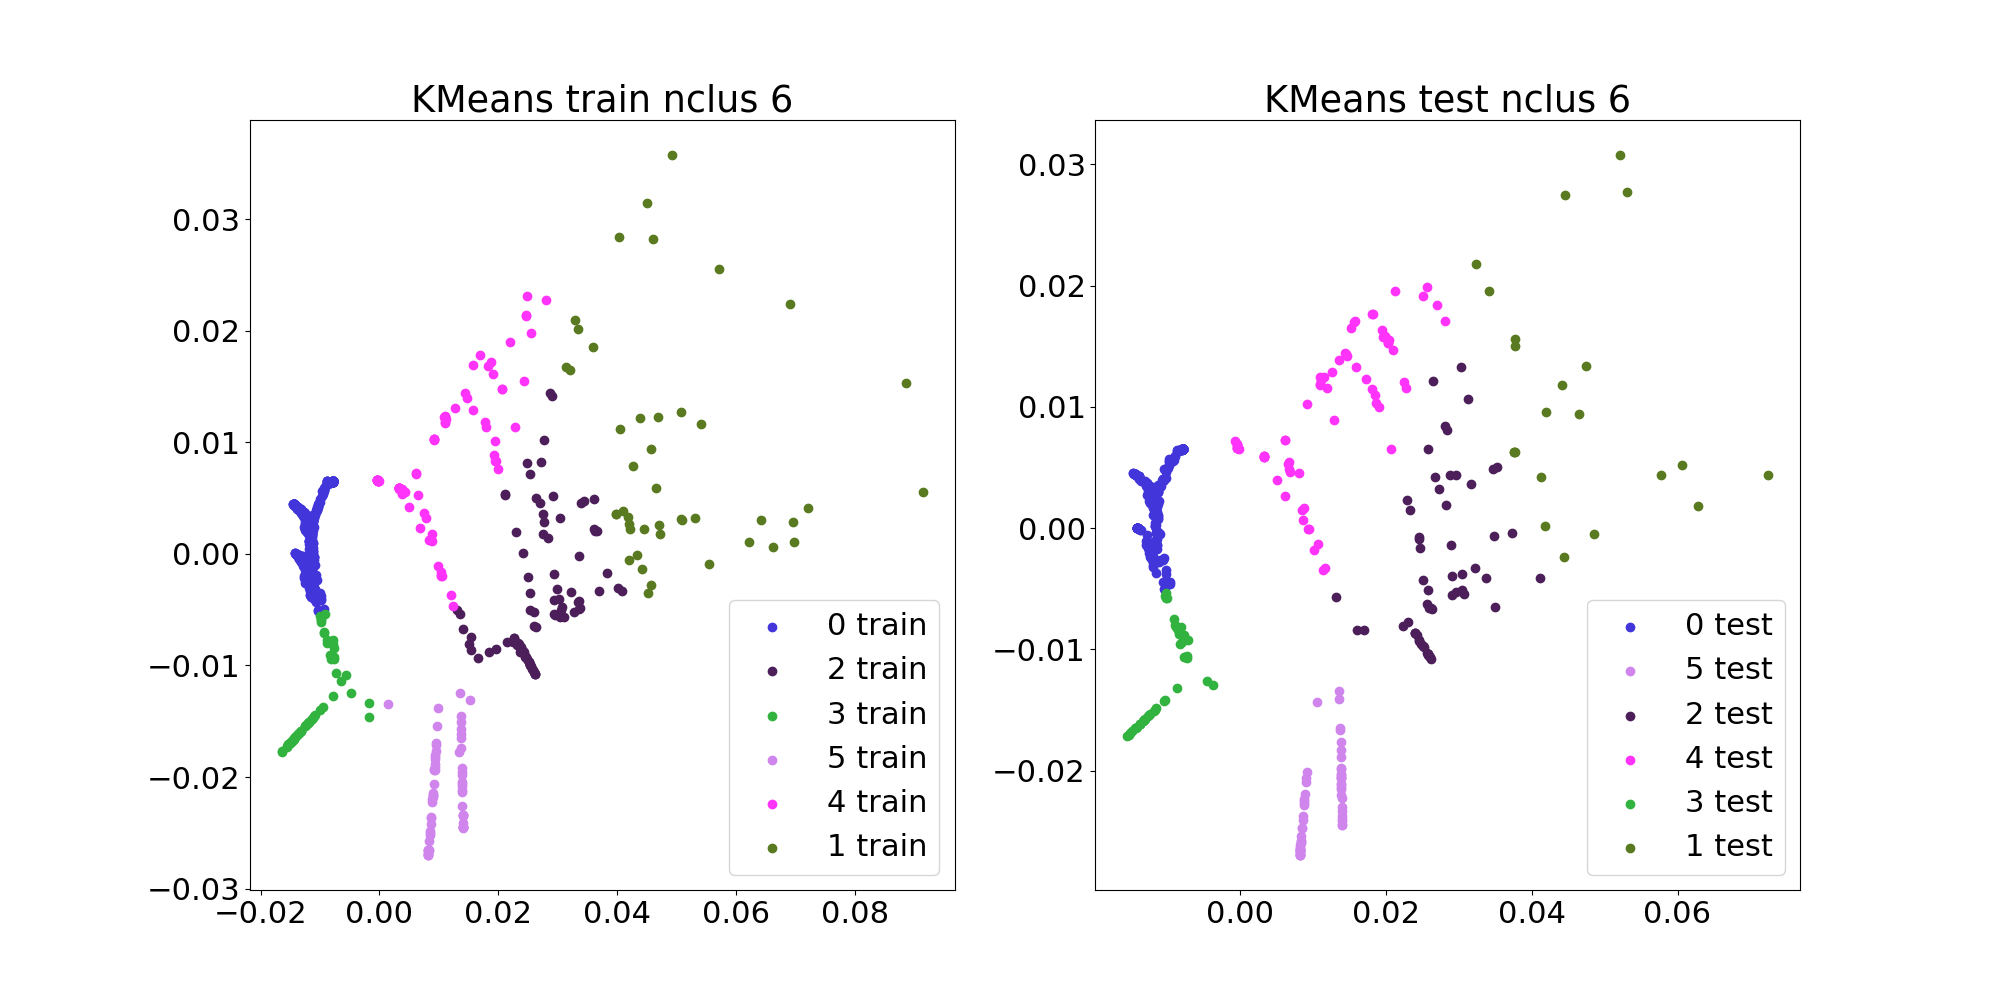 KMeans train nclus 6
0.03
0.02
0.01
0.00
−0.01
−0.02
−0.03
−0.02 0.00 0.02 0.04 0.06 0.08
0 train
2 train
3 train
5 train
4 train
1 train
KMeans test nclus 6
0.03
0.02
0.01
0.00
−0.01
−0.02
0.00 0.02 0.04 0.06
0 test
5 test
2 test
4 test
3 test
1 test